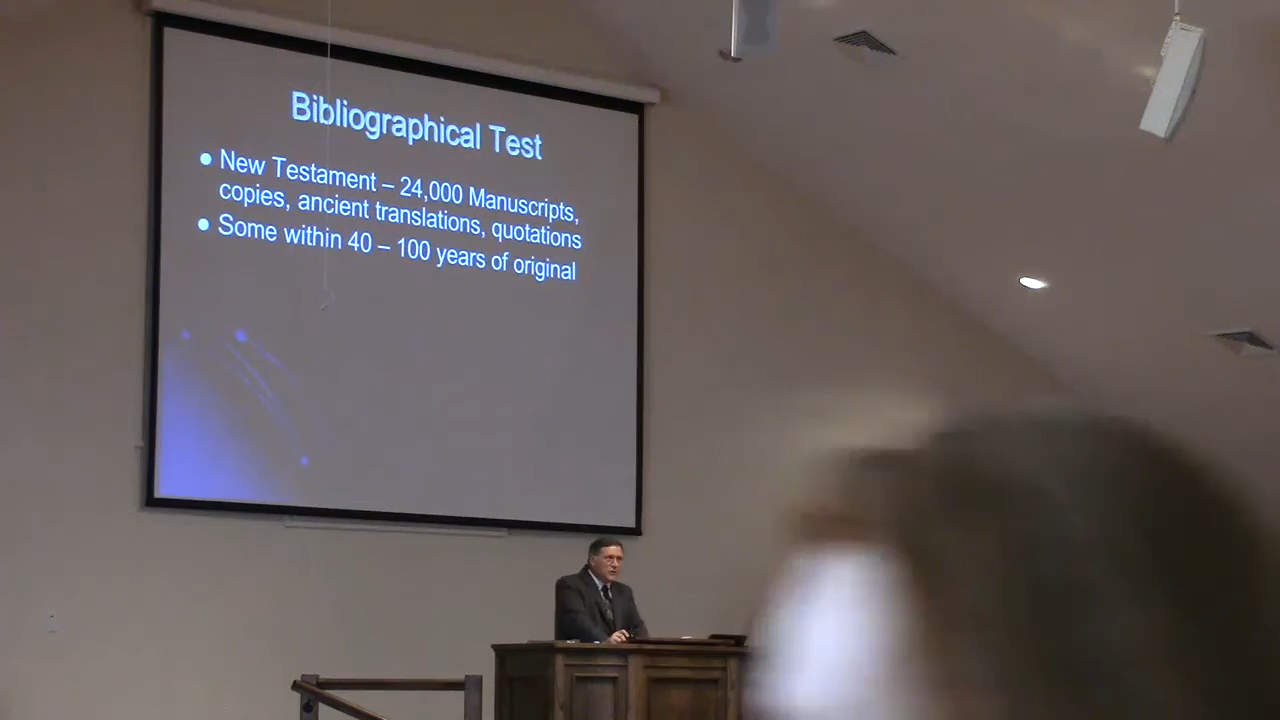 Bibliographical Test
● New Testament – 24,000 Manuscripts,
copies, ancient translations, quotations
● Some within 40 – 100 years of original